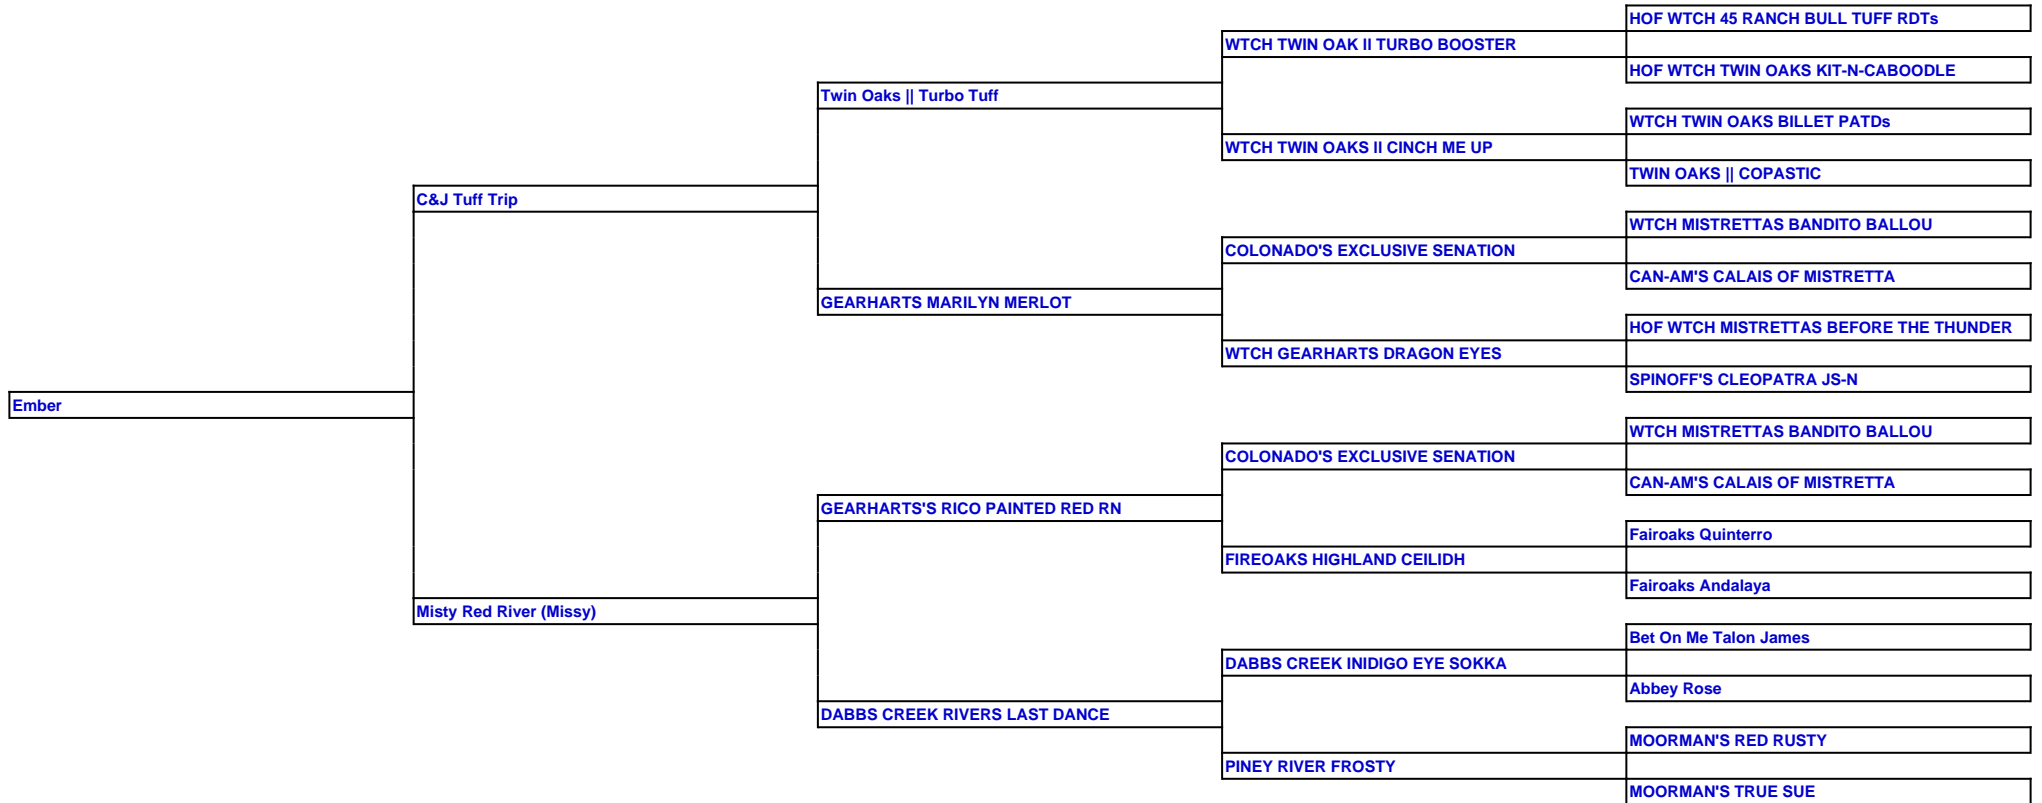 HOF WTCH 45 RANCH BULL TUFF RDTs
WTCH TWIN OAK II TURBO BOOSTER
HOF WTCH TWIN OAKS KIT-N-CABOODLE
Twin Oaks || Turbo Tuff
WTCH TWIN OAKS BILLET PATDs
WTCH TWIN OAKS II CINCH ME UP
TWIN OAKS || COPASTIC
C&J Tuff Trip
WTCH MISTRETTAS BANDITO BALLOU
COLONADO'S EXCLUSIVE SENATION
CAN-AM'S CALAIS OF MISTRETTA
GEARHARTS MARILYN MERLOT
HOF WTCH MISTRETTAS BEFORE THE THUNDER
WTCH GEARHARTS DRAGON EYES
SPINOFF'S CLEOPATRA JS-N
Ember
WTCH MISTRETTAS BANDITO BALLOU
COLONADO'S EXCLUSIVE SENATION
CAN-AM'S CALAIS OF MISTRETTA
GEARHARTS'S RICO PAINTED RED RN
Fairoaks Quinterro
FIREOAKS HIGHLAND CEILIDH
Fairoaks Andalaya
Misty Red River (Missy)
Bet On Me Talon James
DABBS CREEK INIDIGO EYE SOKKA
Abbey Rose
DABBS CREEK RIVERS LAST DANCE
MOORMAN'S RED RUSTY
PINEY RIVER FROSTY
MOORMAN'S TRUE SUE